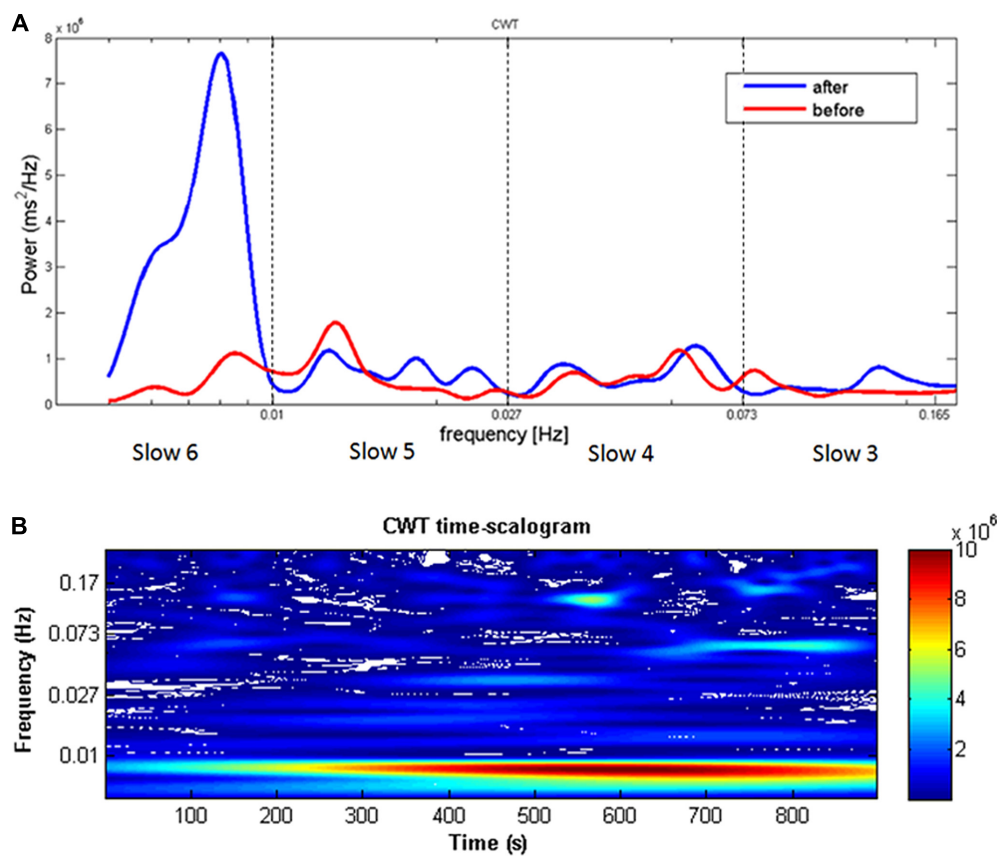 A
x 10^6
CWT
8
7
6
5
4
3
2
1
0
Power (ms²/Hz)
after
before
0.01
0.027
0.073
0.165
frequency [Hz]
Slow 6
Slow 5
Slow 4
Slow 3
B
CWT time-scalogram
x 10^6
0.17
0.073
0.027
0.01
Frequency (Hz)
100
200
300
400
500
600
700
800
Time (s)
10
8
6
4
2